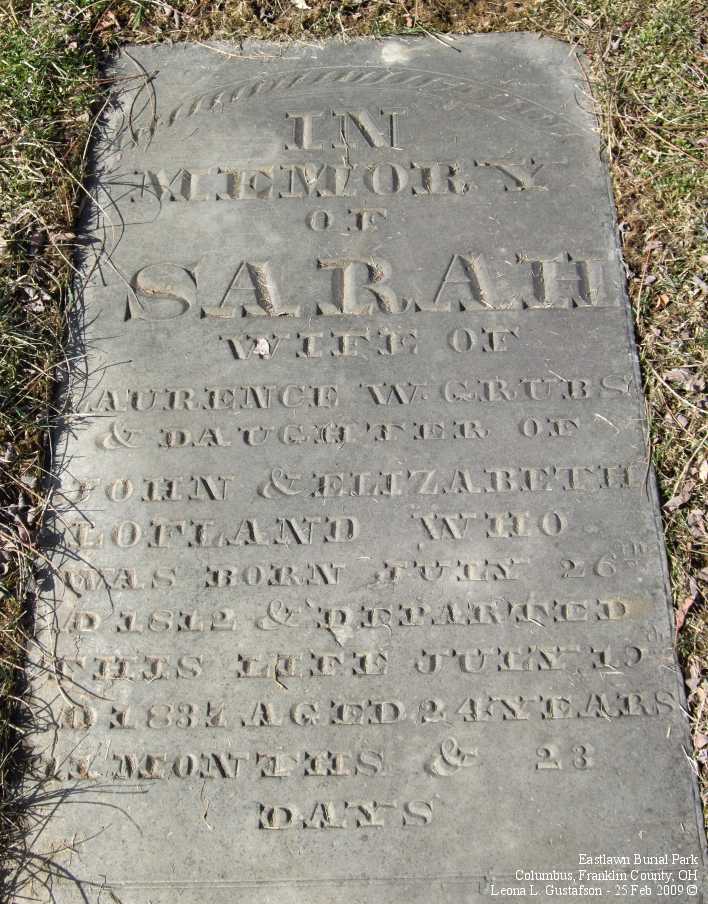 IN
MEMORY
OF
SARAH
WIFE OF
LAURENCE W. GRUBS
& DAUGHTER OF
JOHN & ELIZABETH
LOFLAND WHO
WAS BORN JULY 26TH
D 1812 & DEPARTED
THIS LIFE JULY 19
D 1837 AGED 24 YEARS
11 MONTHS & 23
DAYS
Eastlawn Burial Park
Columbus, Franklin County, OH
Leona L. Gustafson - 25 Feb 2009 ©